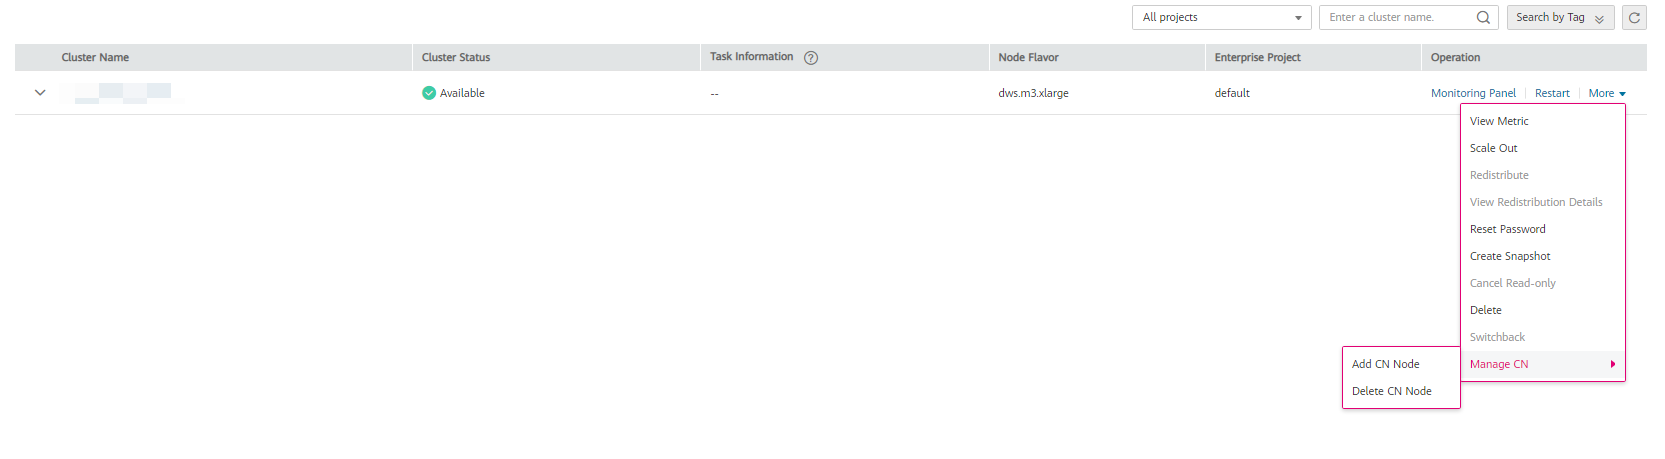 All projects
Enter a cluster name.
Search by Tag
Cluster Name
Cluster Status
Task Information
Node Flavor
Enterprise Project
Operation
Available
--
dws.m3.xlarge
default
Monitoring Panel
Restart
More
View Metric
Scale Out
Redistribute
View Redistribution Details
Reset Password
Create Snapshot
Cancel Read-only
Delete
Switchback
Manage CN
Add CN Node
Delete CN Node